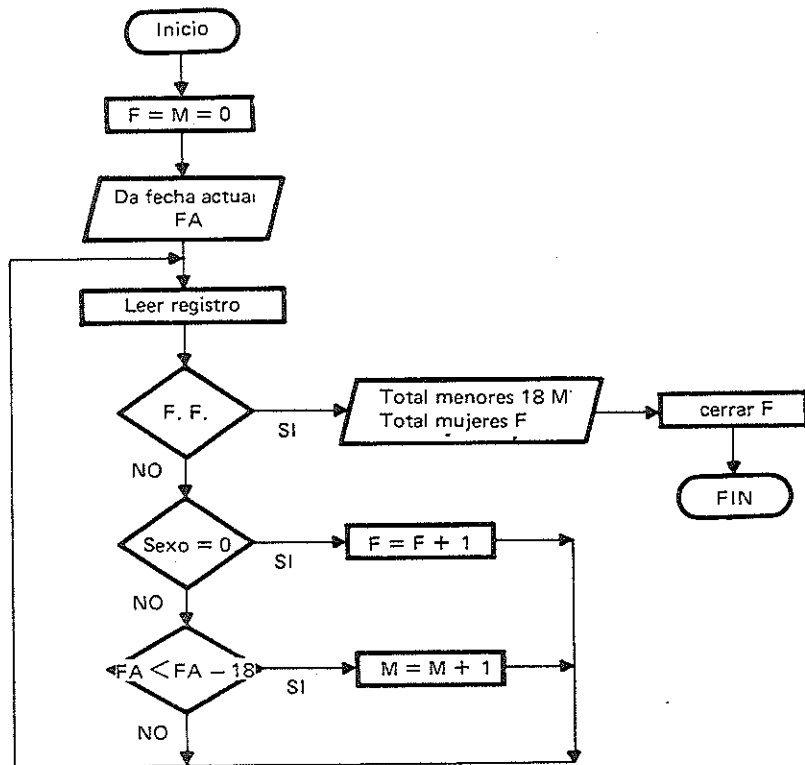 Inicio
F = M = 0
Da fecha actual
FA
Leer registro
F. F.
SI
Total menores 18 M
Total mujeres F
cerrar F
FIN
NO
Sexo = 0
SI
F = F + 1
NO
FA < FA - 18
SI
M = M + 1
NO